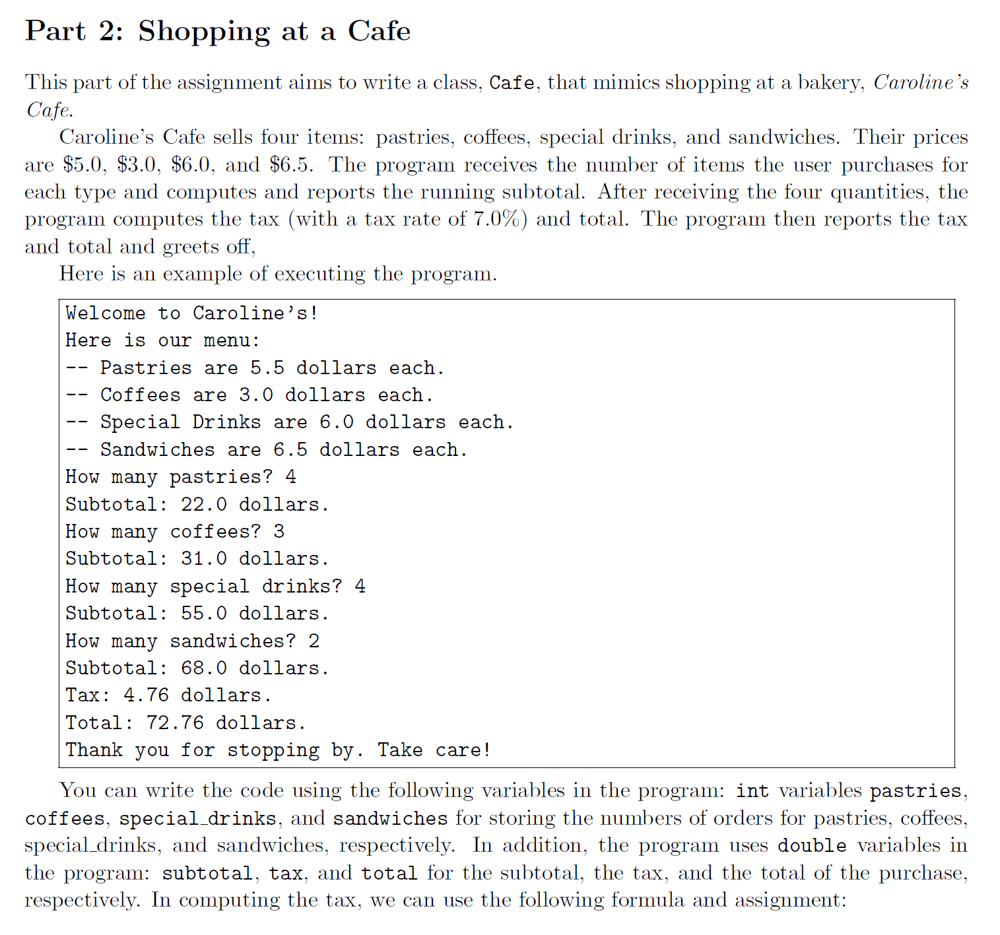 Part 2: Shopping at a Cafe
This part of the assignment aims to write a class, Cafe, that mimics shopping at a bakery, Caroline's
Cafe.
Caroline's Cafe sells four items: pastries, coffees, special drinks, and sandwiches. Their prices
are $5.0, $3.0, $6.0, and $6.5. The program receives the number of items the user purchases for
each type and computes and reports the running subtotal. After receiving the four quantities, the
program computes the tax (with a tax rate of 7.0%) and total. The program then reports the tax
and total and greets off,
Here is an example of executing the program.
Welcome to Caroline's!
Here is our menu:
-- Pastries are 5.5 dollars each.
-- Coffees are 3.0 dollars each.
-- Special Drinks are 6.0 dollars each.
-- Sandwiches are 6.5 dollars each.
How many pastries? 4
Subtotal: 22.0 dollars.
How many coffees? 3
Subtotal: 31.0 dollars.
How many special drinks? 4
Subtotal: 55.0 dollars.
How many sandwiches? 2
Subtotal: 68.0 dollars.
Tax: 4.76 dollars.
Total: 72.76 dollars.
Thank you for stopping by. Take care!
You can write the code using the following variables in the program: int variables pastries,
coffees, special_drinks, and sandwiches for storing the numbers of orders for pastries, coffees,
special_drinks, and sandwiches, respectively. In addition, the program uses double variables in
the program: subtotal, tax, and total for the subtotal, the tax, and the total of the purchase,
respectively. In computing the tax, we can use the following formula and assignment: